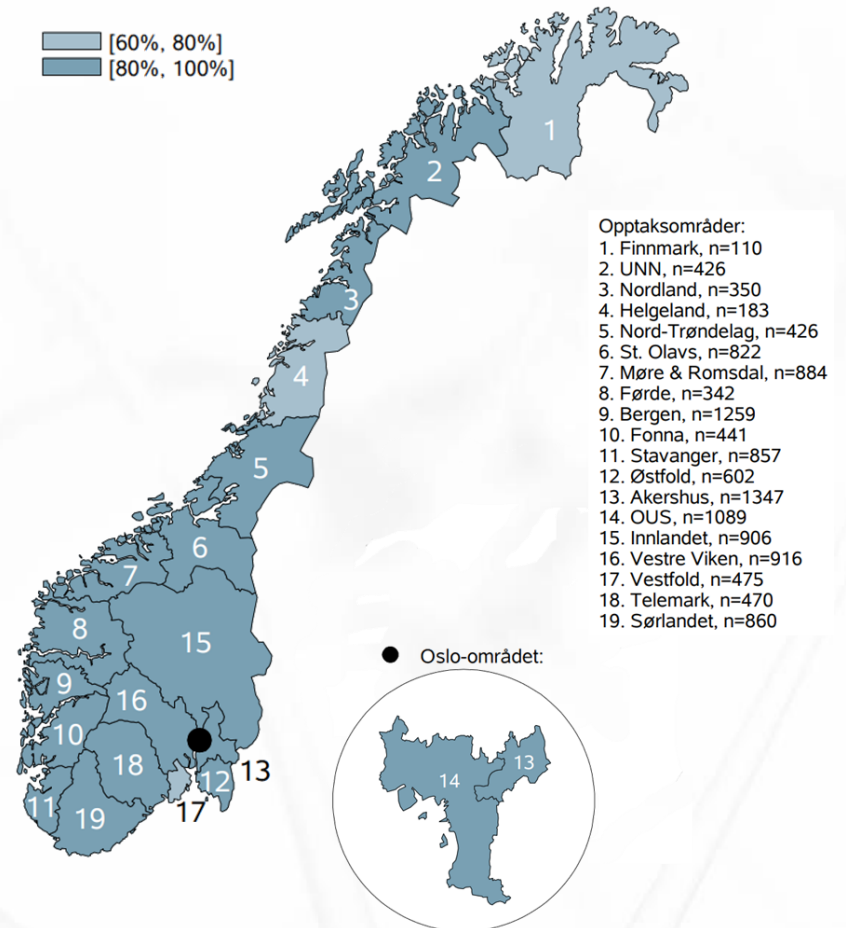 [60%, 80%]
[80%, 100%]
1
2
3
4
5
6
7
8
9
10
11
12
13
15
16
17
18
19
Opptaksområder:
1. Finnmark, n=110
2. UNN, n=426
3. Nordland, n=350
4. Helgeland, n=183
5. Nord-Trøndelag, n=426
6. St. Olavs, n=822
7. Møre & Romsdal, n=884
8. Førde, n=342
9. Bergen, n=1259
10. Fonna, n=441
11. Stavanger, n=857
12. Østfold, n=602
13. Akershus, n=1347
14. OUS, n=1089
15. Innlandet, n=906
16. Vestre Viken, n=916
17. Vestfold, n=475
18. Telemark, n=470
19. Sørlandet, n=860
Oslo-området:
13
14